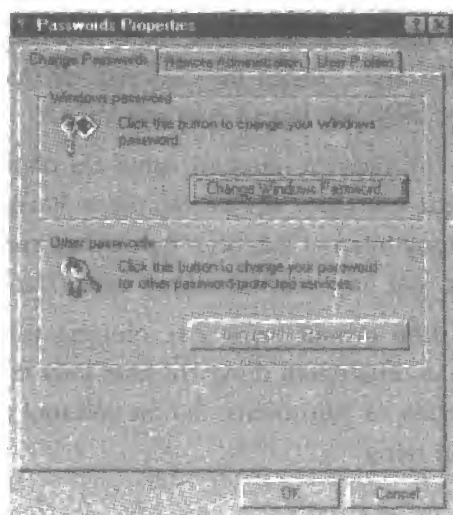 Passwords Properties
Change Passwords Remote Administration User Profiles
Windows password
Click this button to change your Windows
password.
Change Windows Password...
Other passwords
Click this button to change your password
for other password-protected services.
Passwords...
OK Cancel